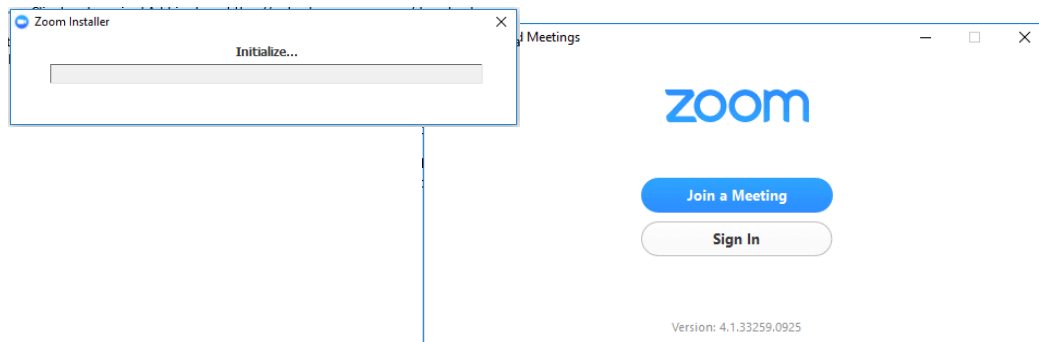 Zoom Installer
Initialize...
d Meetings
zoom
Join a Meeting
Sign In
Version: 4.1.33259.0925